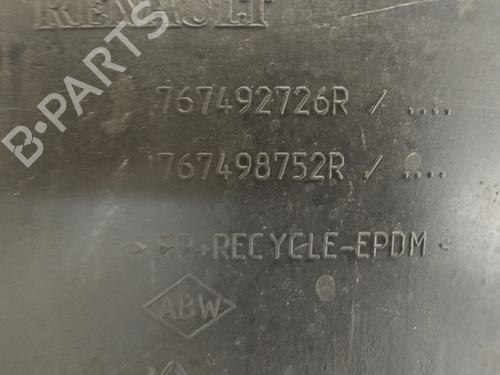 RENAULT
767492726R / ....
767498752R / ....
> PP+RECYCLE-EPDM <
ABW
B-PARTS